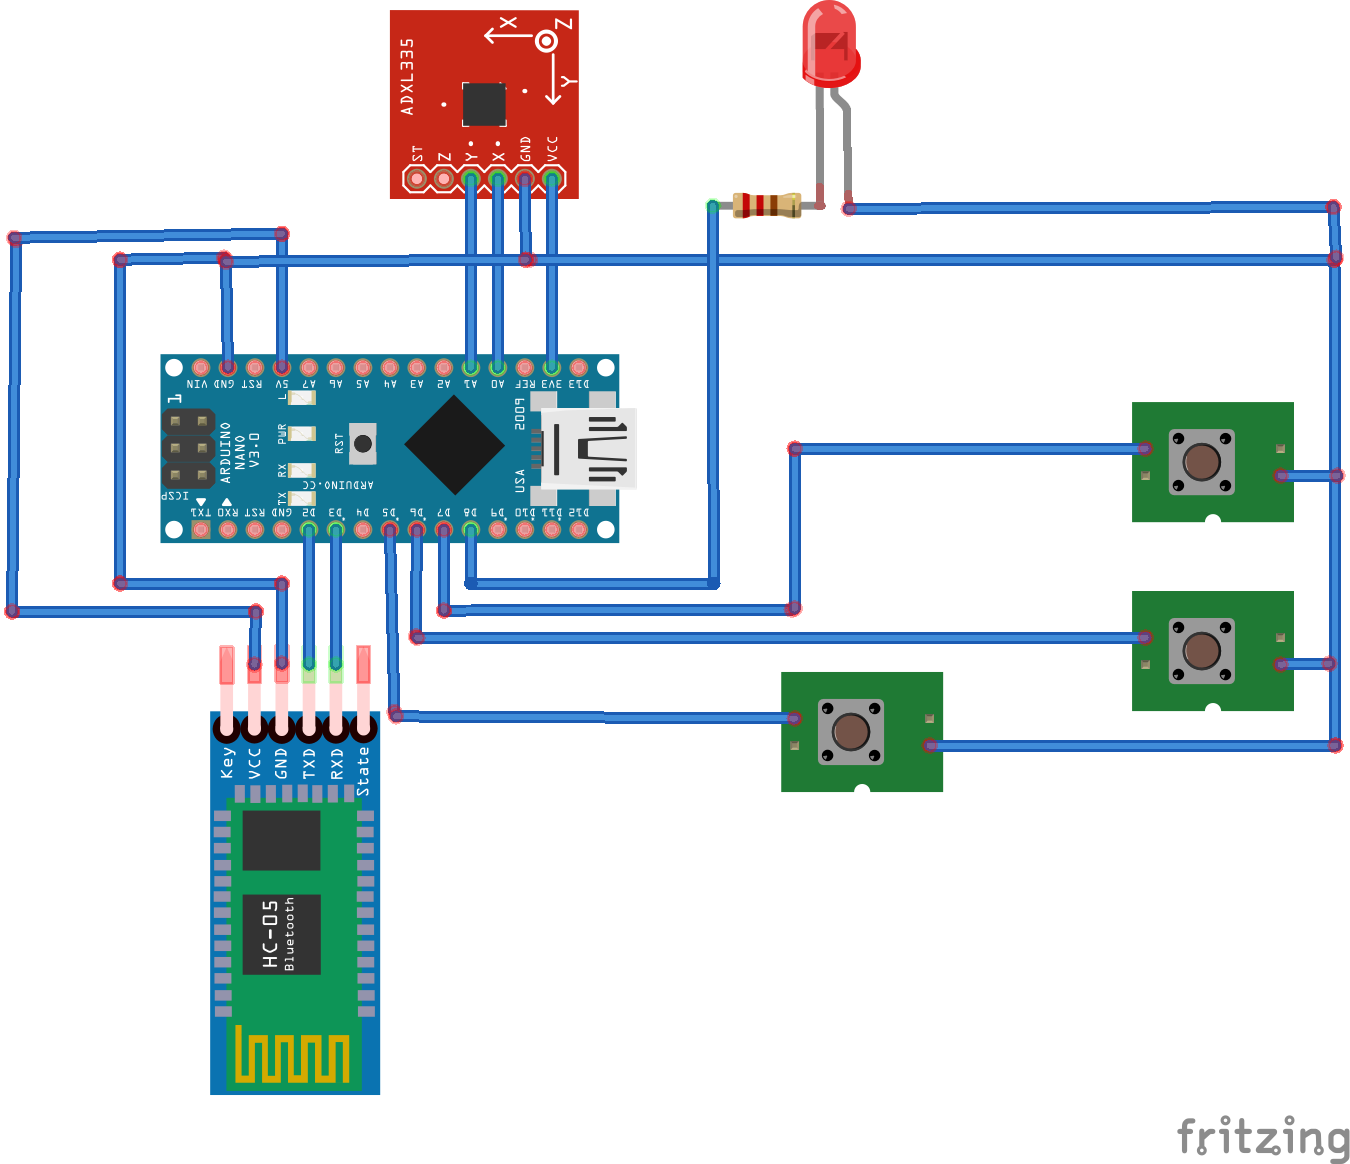 ADXL335
X
Z
Y
ST
Z
Y
X
GND
VCC
VIN
GND
RST
5V
A7
A6
A5
A4
A3
A2
A1
A0
REF
3V3
D13
1
L
PWR
RX
TX
RST
ARDUINO
NANO
V3.0
ARDUINO.CC
2009
USA
ICSP
TX1
RX0
RST
GND
D2
D3
D4
D5
D6
D7
D8
D9
D10
D11
D12
Key
VCC
GND
TXD
RXD
State
HC-05
Bluetooth
fritzing